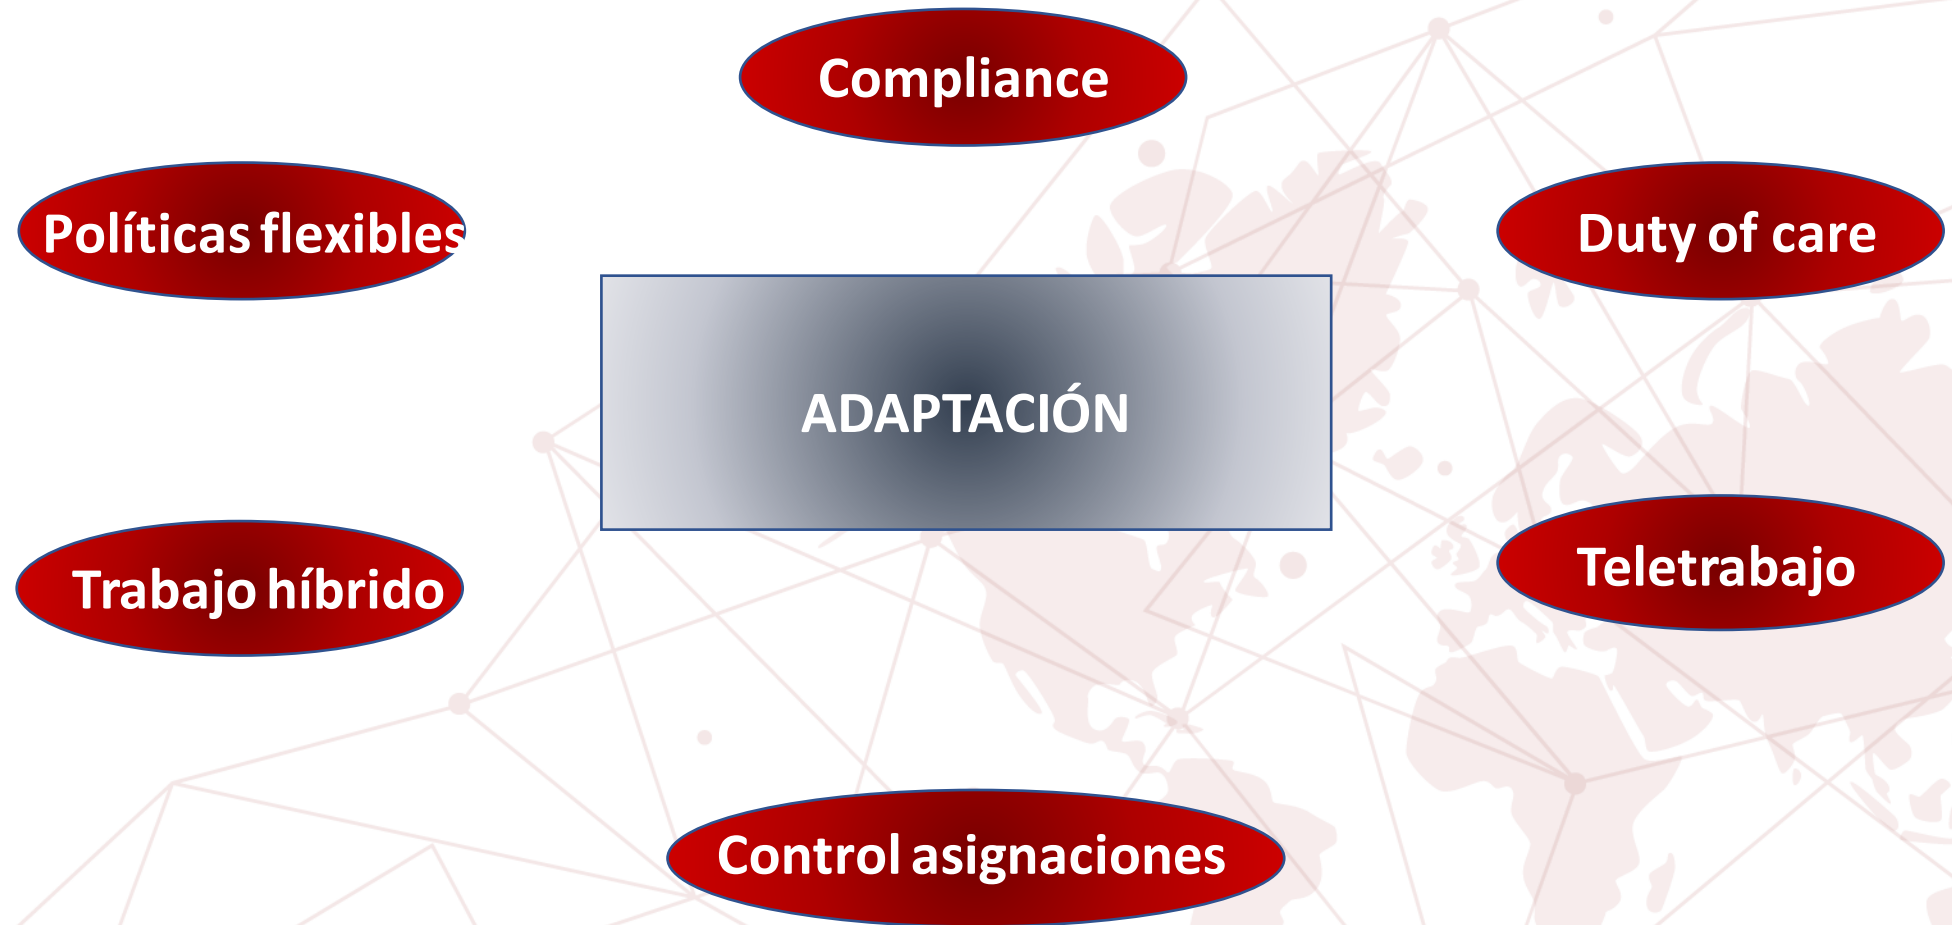 Compliance
Políticas flexibles
Duty of care
ADAPTACIÓN
Trabajo híbrido
Teletrabajo
Control asignaciones